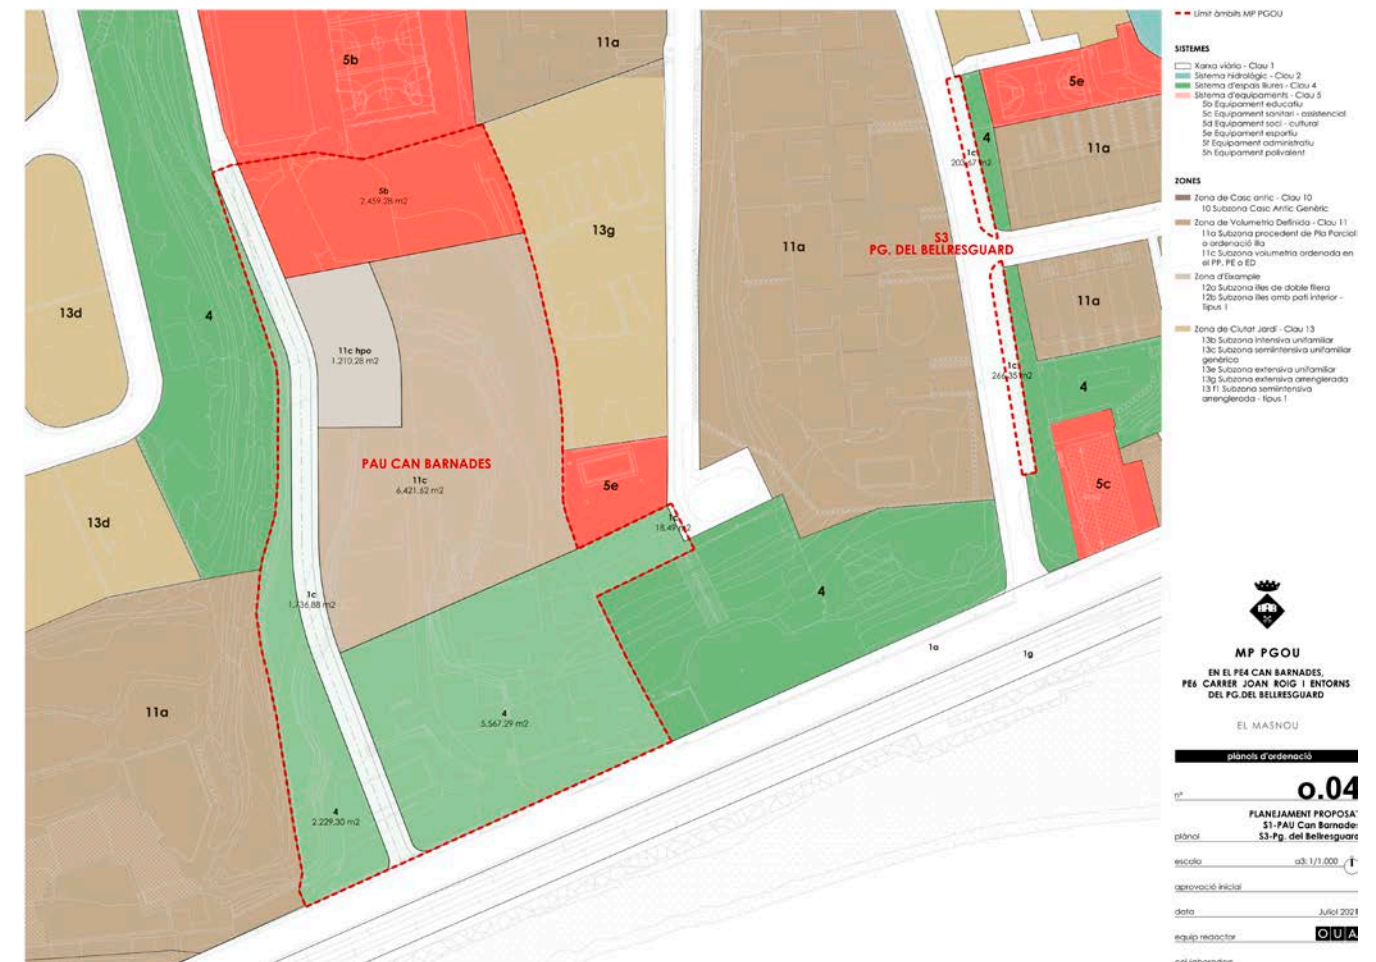 5b
11a
5b
2.459.28 m2
13g
13d
4
11c hpo
1.210.28 m2
PAU CAN BARNADES
11c
6.421.62 m2
5e
13d
1c
18.49 m2
1c
1.736.88 m2
11a
4
5.567.29 m2
4
2.229.30 m2
4
1a
1g
11a
S3
PG. DEL BELLRESGUARD
1c
4
5e
11a
11a
1c
266.35 m2
4
5c
Límit àmbits MP PGOU
SISTEMES
Xarxa viària - Clau 1
Sistema hidrològic - Clau 2
Sistema d'espais lliures - Clau 4
Sistema d'equipaments - Clau 5
5b Equipament educatiu
5c Equipament sanitari - assistencial
5d Equipament soci - cultural
5e Equipament esportiu
5f Equipament administratiu
5h Equipament polivalent
ZONES
Zona de Casc antic - Clau 10
10 Subzona Casc Antic Genèric
Zona de Volumetria Definida - Clau 11
11a Subzona procedent de Pla Parcial
o ordenació illa
11c Subzona volumetria ordenada en
el PP, PE o ED
Zona d'Eixample
12a Subzona illes de doble filera
12b Subzona illes amb pati interior -
Tipus 1
Zona de Ciutat Jardí - Clau 13
13b Subzona intensiva unifamiliar
13c Subzona semiintensiva unifamiliar
genèrica
13e Subzona extensiva unifamiliar
13g Subzona extensiva arrenglerada
13 f1 Subzona semiintensiva
arrenglerada - tipus 1
MP PGOU
EN EL PE4 CAN BARNADES,
PE6 CARRER JOAN ROIG I ENTORNS
DEL PG.DEL BELLRESGUARD
EL MASNOU
plànols d'ordenació
nº
o.04
PLANEJAMENT PROPOSAT
S1-PAU Can Barnades
plànol
S3-Pg. del Bellresguard
escala
a3: 1/1.000
aprovació inicial
data
Juliol 2021
equip redactor
OUA